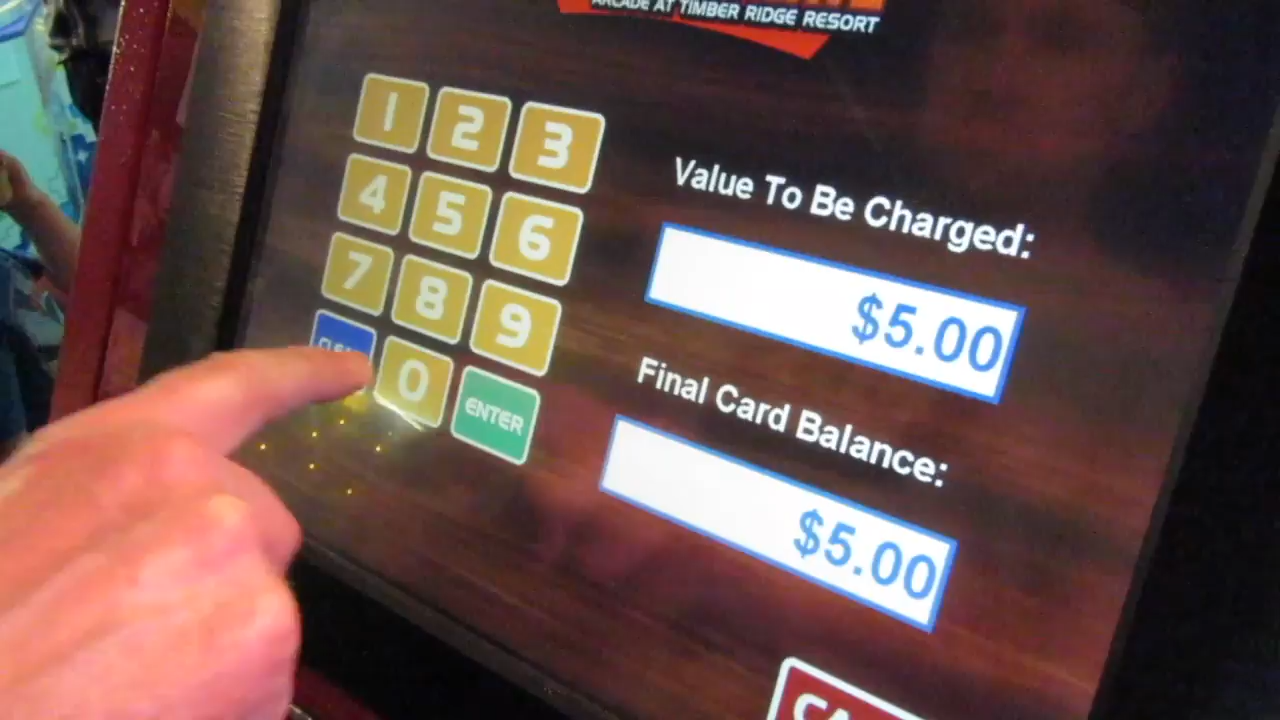 ARCADE AT TIMBER RIDGE RESORT
1 2 3
4 5 6
7 8 9
0 ENTER
Value To Be Charged:
$5.00
Final Card Balance:
$5.00